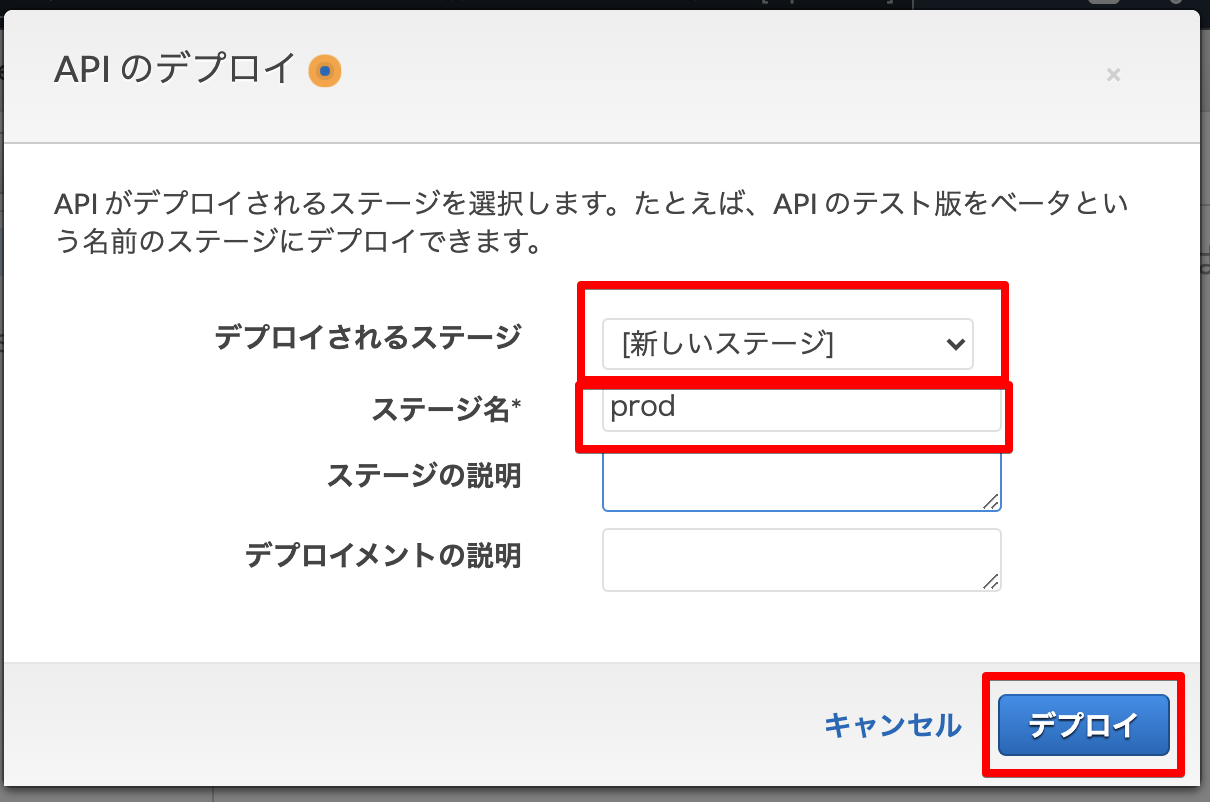 API のデプロイ
×
API がデプロイされるステージを選択します。たとえば、API のテスト版をベータとい
う名前のステージにデプロイできます。
デプロイされるステージ [新しいステージ]
ステージ名* prod
ステージの説明
デプロイメントの説明
キャンセル デプロイ